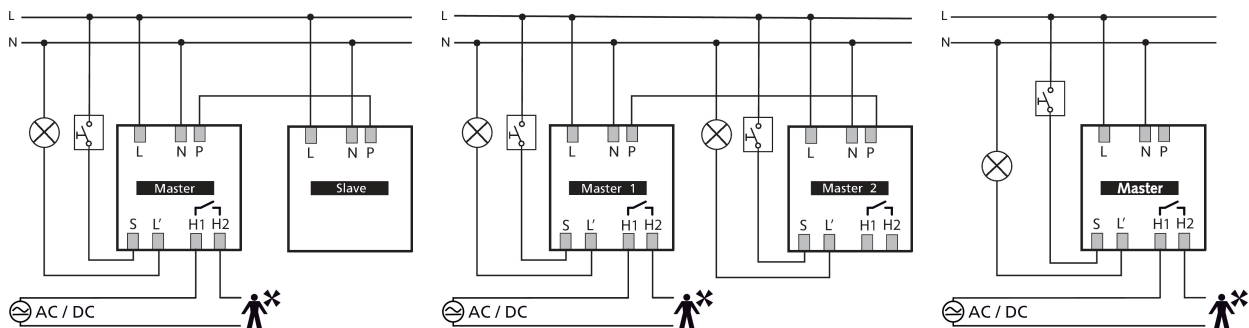 L
N
L N P
Master
S L' H1 H2
AC / DC
L N P
Slave
L
N
L N P
Master 1
S L' H1 H2
AC / DC
L N P
Master 2
S L' H1 H2
L
N
L N P
Master
S L' H1 H2
AC / DC